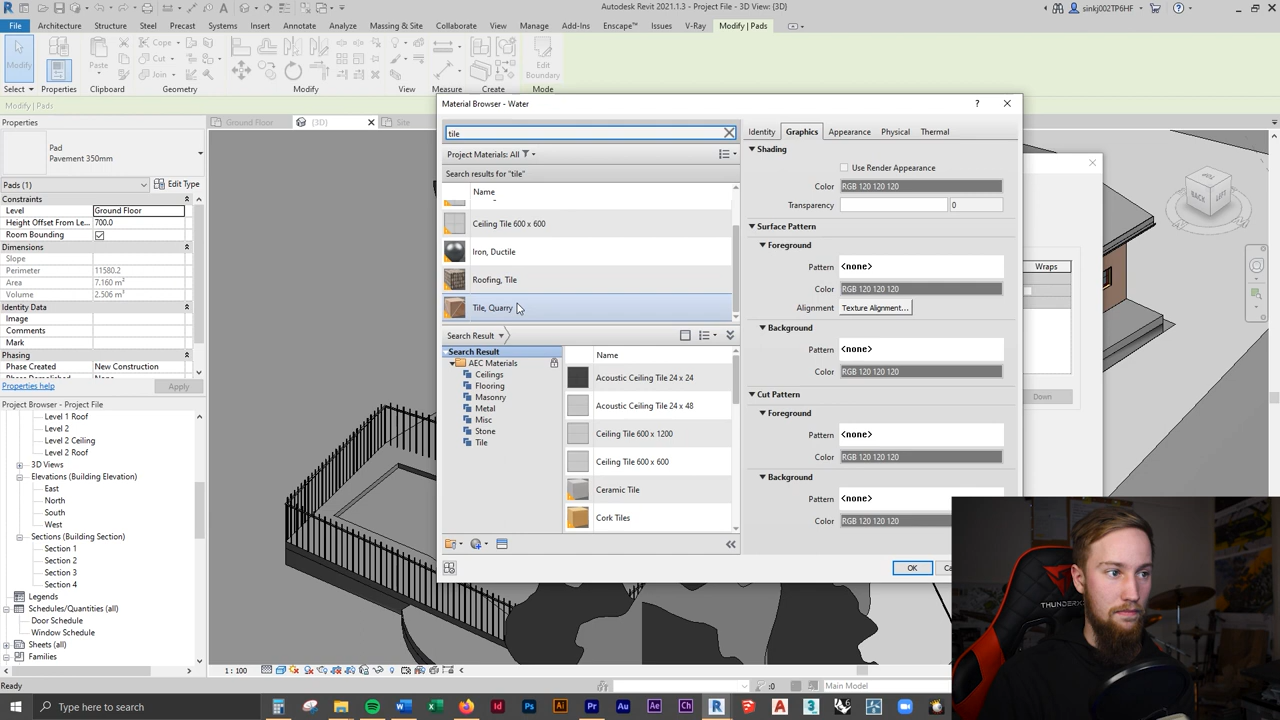 Autodesk Revit 2021.1.3 - Project File - 3D View: {3D}
sinkj002TP6HF
File Architecture Structure Steel Precast Systems Insert Annotate Analyze Massing & Site Collaborate View Manage Add-Ins Enscape™ Issues V-Ray Modify | Pads
Modify
Paste
Cope
Cut
Join
Edit Boundary
Select Properties Clipboard Geometry Modify View Measure Create Mode
Modify | Pads
Properties
Pad
Pavement 350mm
Pads (1)
Edit Type
Constraints
Level Ground Floor
Height Offset From Le... 700.0
Room Bounding
Dimensions
Slope
Perimeter 11580.2
Area 7.160 m²
Volume 2.506 m³
Identity Data
Image
Comments
Mark
Phasing
Phase Created New Construction
Properties help
Apply
Project Browser - Project File
Level 1 Roof
Level 2
Level 2 Ceiling
Level 2 Roof
3D Views
Elevations (Building Elevation)
East
North
South
West
Sections (Building Section)
Section 1
Section 2
Section 3
Section 4
Legends
Schedules/Quantities (all)
Door Schedule
Window Schedule
Sheets (all)
Families
Ground Floor
{3D}
Site
Material Browser - Water
tile
Project Materials: All
Search results for "tile"
Name
Ceiling Tile 600 x 600
Iron, Ductile
Roofing, Tile
Tile, Quarry
Search Result
Search Result
AEC Materials
Ceilings
Flooring
Masonry
Metal
Misc
Stone
Tile
Name
Acoustic Ceiling Tile 24 x 24
Acoustic Ceiling Tile 24 x 48
Ceiling Tile 600 x 1200
Ceiling Tile 600 x 600
Ceramic Tile
Cork Tiles
Identity Graphics Appearance Physical Thermal
Shading
Use Render Appearance
Color RGB 120 120 120
Transparency 0
Surface Pattern
Foreground
Pattern <none>
Color RGB 120 120 120
Alignment Texture Alignment...
Background
Pattern <none>
Color RGB 120 120 120
Cut Pattern
Foreground
Pattern <none>
Color RGB 120 120 120
Background
Pattern <none>
Color RGB 120 120 120
OK
Wraps
Down
BACK
LEFT
THUNDERX
1 : 100
Ready
:0
Main Model
Type here to search